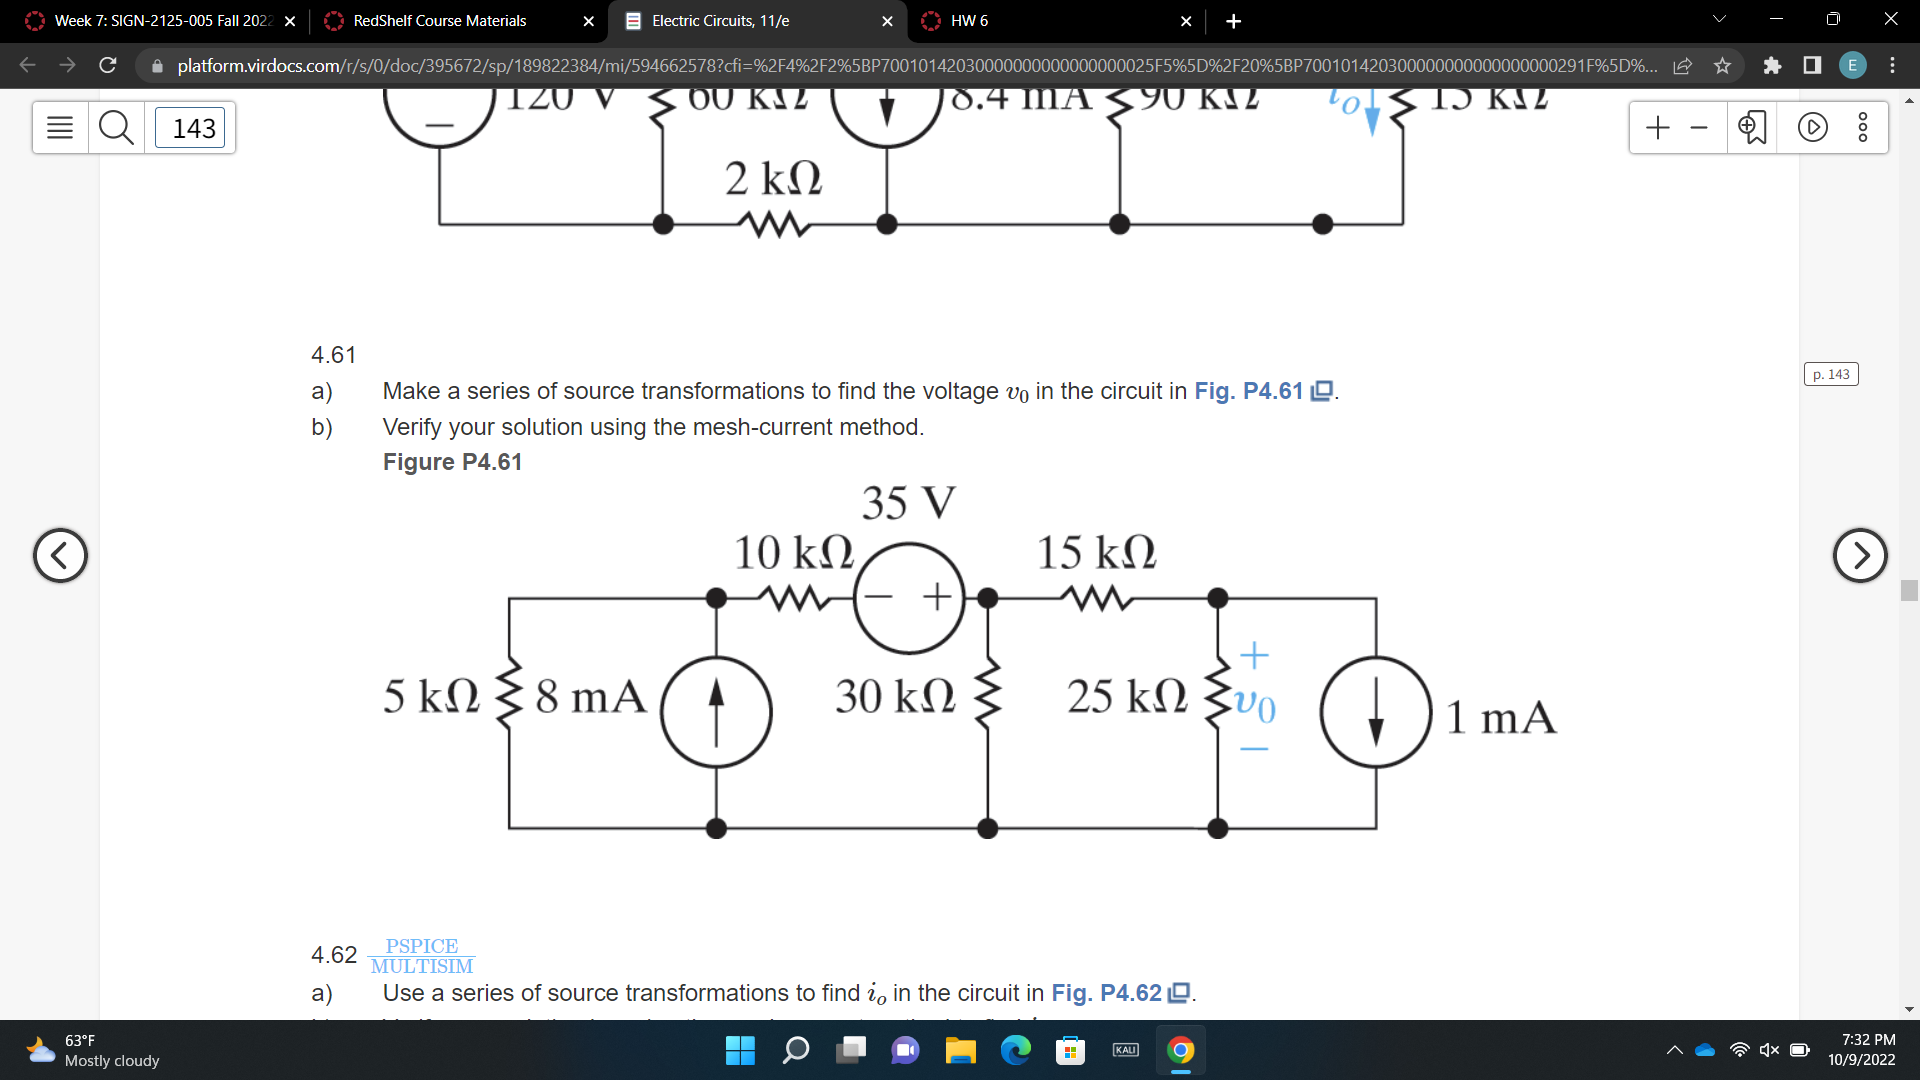 Week 7: SIGN-2125-005 Fall 2022
RedShelf Course Materials
Electric Circuits, 11/e
HW 6
platform.virdocs.com/r/s/0/doc/395672/sp/189822384/mi/594662578?cfi=%2F4%2F2%5BP7001014203000000000000000025F5%5D%2F20%5BP700101420300000000000000000291F%5D%...
E
143
120 V 60 kΩ 8.4 mA 90 kΩ io 15 kΩ
2 kΩ
p. 143
4.61
a) Make a series of source transformations to find the voltage v0 in the circuit in Fig. P4.61.
b) Verify your solution using the mesh-current method.
Figure P4.61
35 V
10 kΩ 15 kΩ
− +
+
5 kΩ 8 mA 30 kΩ 25 kΩ v0 1 mA
−
4.62 PSPICE
MULTISIM
a) Use a series of source transformations to find io in the circuit in Fig. P4.62.
63°F
Mostly cloudy
KALI
7:32 PM
10/9/2022